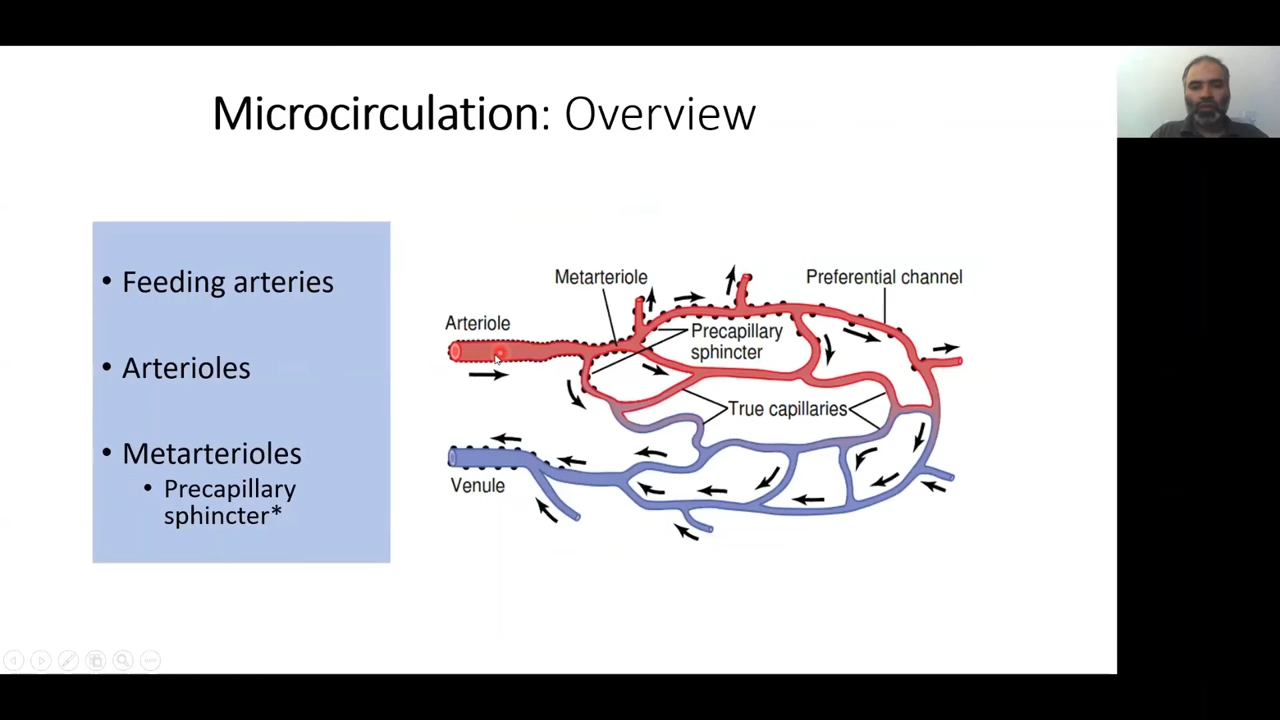 Microcirculation: Overview
• Feeding arteries
• Arterioles
• Metarterioles
• Precapillary
sphincter*
Metarteriole
Preferential channel
Arteriole
Precapillary
sphincter
True capillaries
Venule